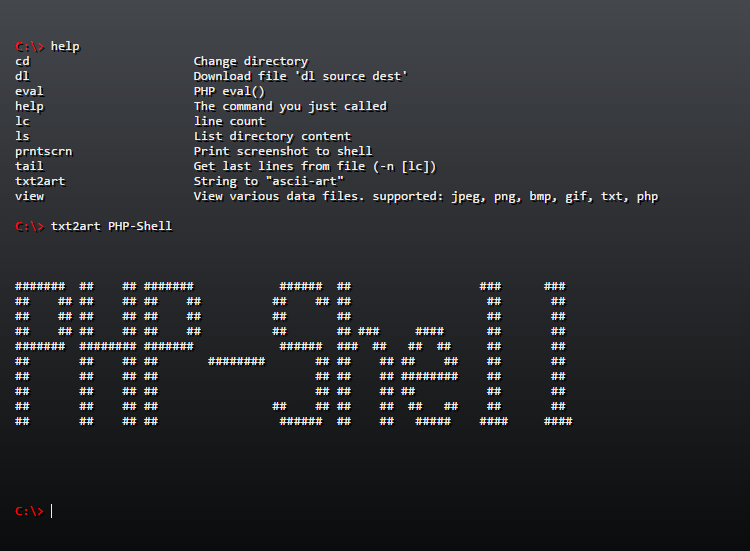 C:\> help
cd Change directory
dl Download file 'dl source dest'
eval PHP eval()
help The command you just called
lc line count
ls List directory content
prntscrn Print screenshot to shell
tail Get last lines from file (-n [lc])
txt2art String to "ascii-art"
view View various data files. supported: jpeg, png, bmp, gif, txt, php
C:\> txt2art PHP-Shell
PHP-Shell
C:\>